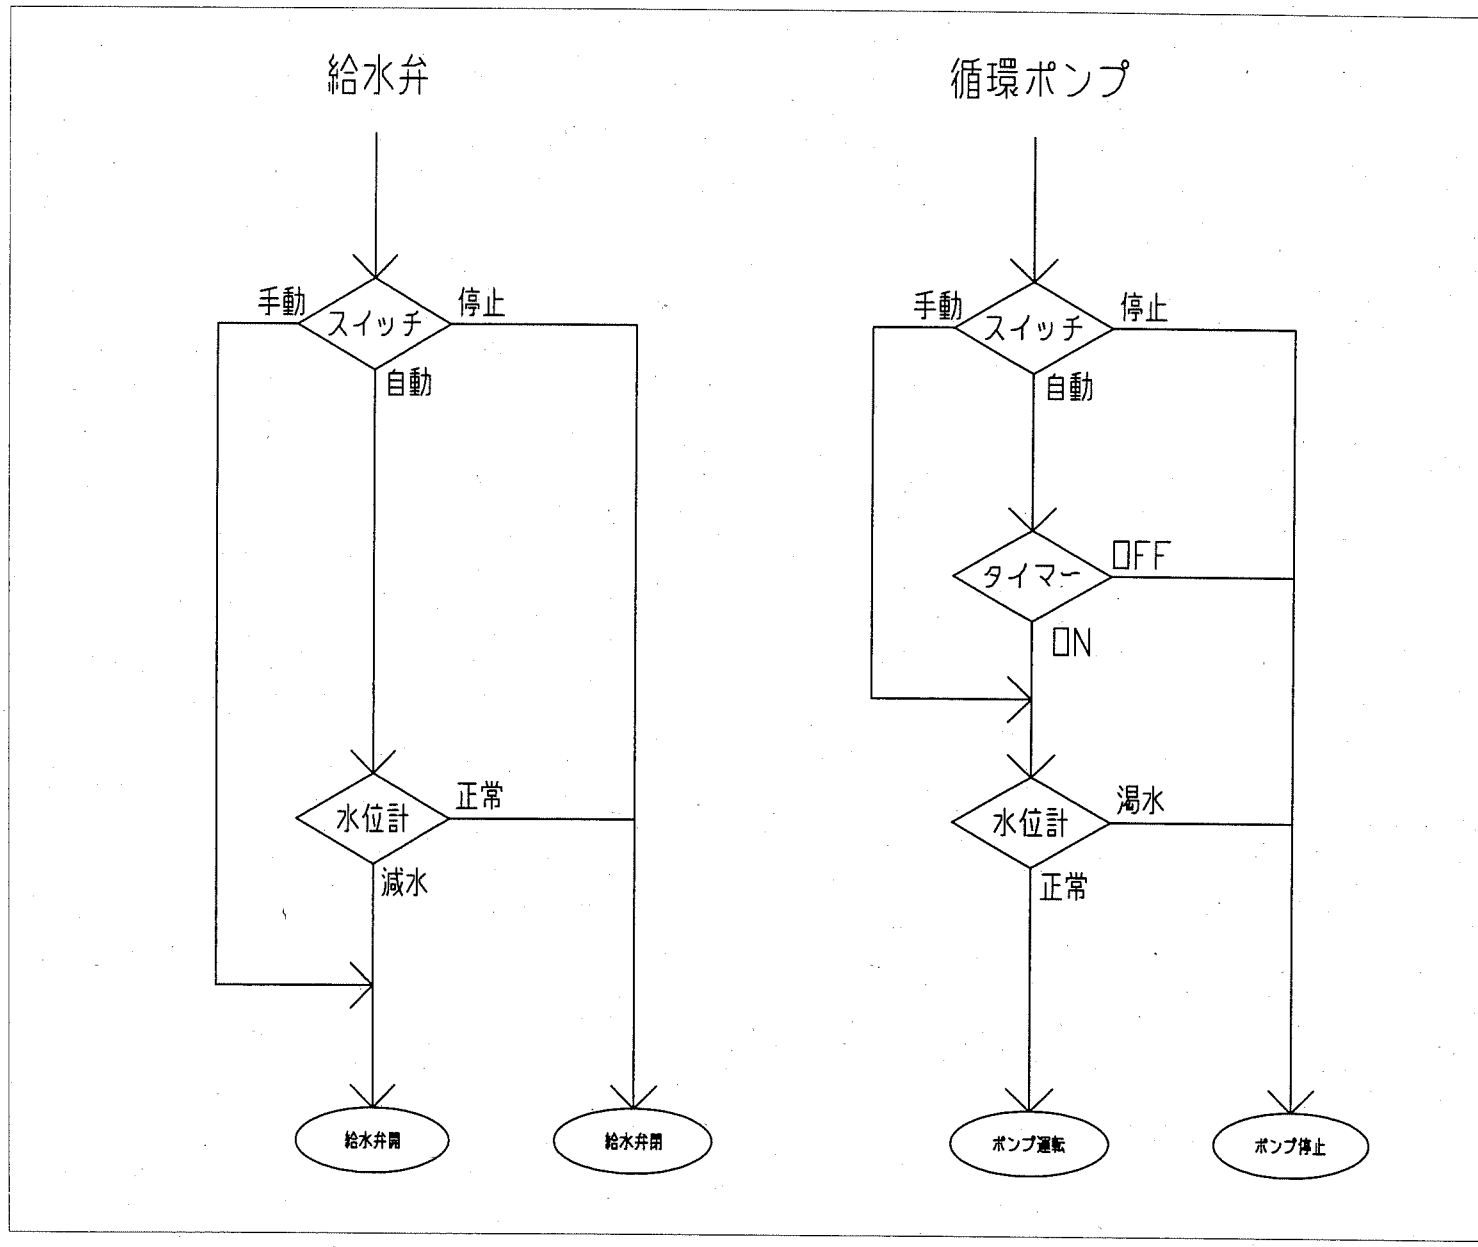 給水弁
手動
停止
スイッチ
自動
水位計
正常
減水
給水弁開
給水弁閉
循環ポンプ
手動
停止
スイッチ
自動
タイマー
OFF
ON
水位計
渇水
正常
ポンプ運転
ポンプ停止